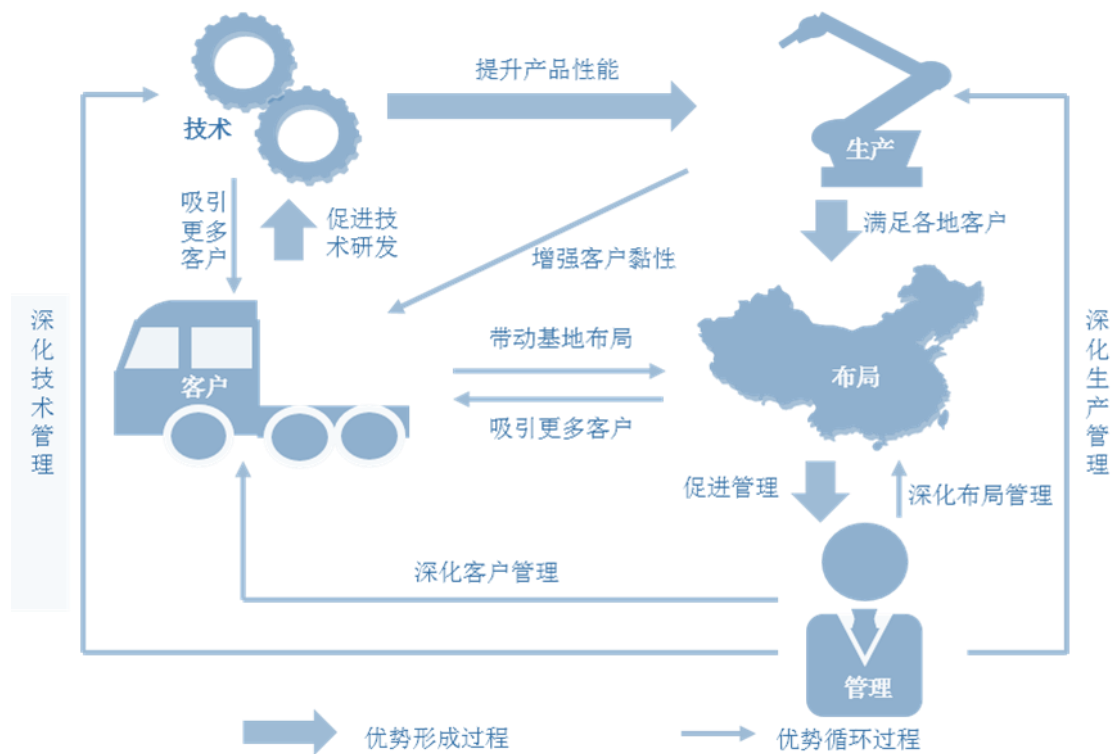 提升产品性能
技术
生产
吸引
更多
客户
促进技
术研发
满足各地客户
增强客户黏性
深化技术管理
深化生产管理
带动基地布局
客户
布局
吸引更多客户
促进管理
深化布局管理
深化客户管理
管理
优势形成过程
优势循环过程